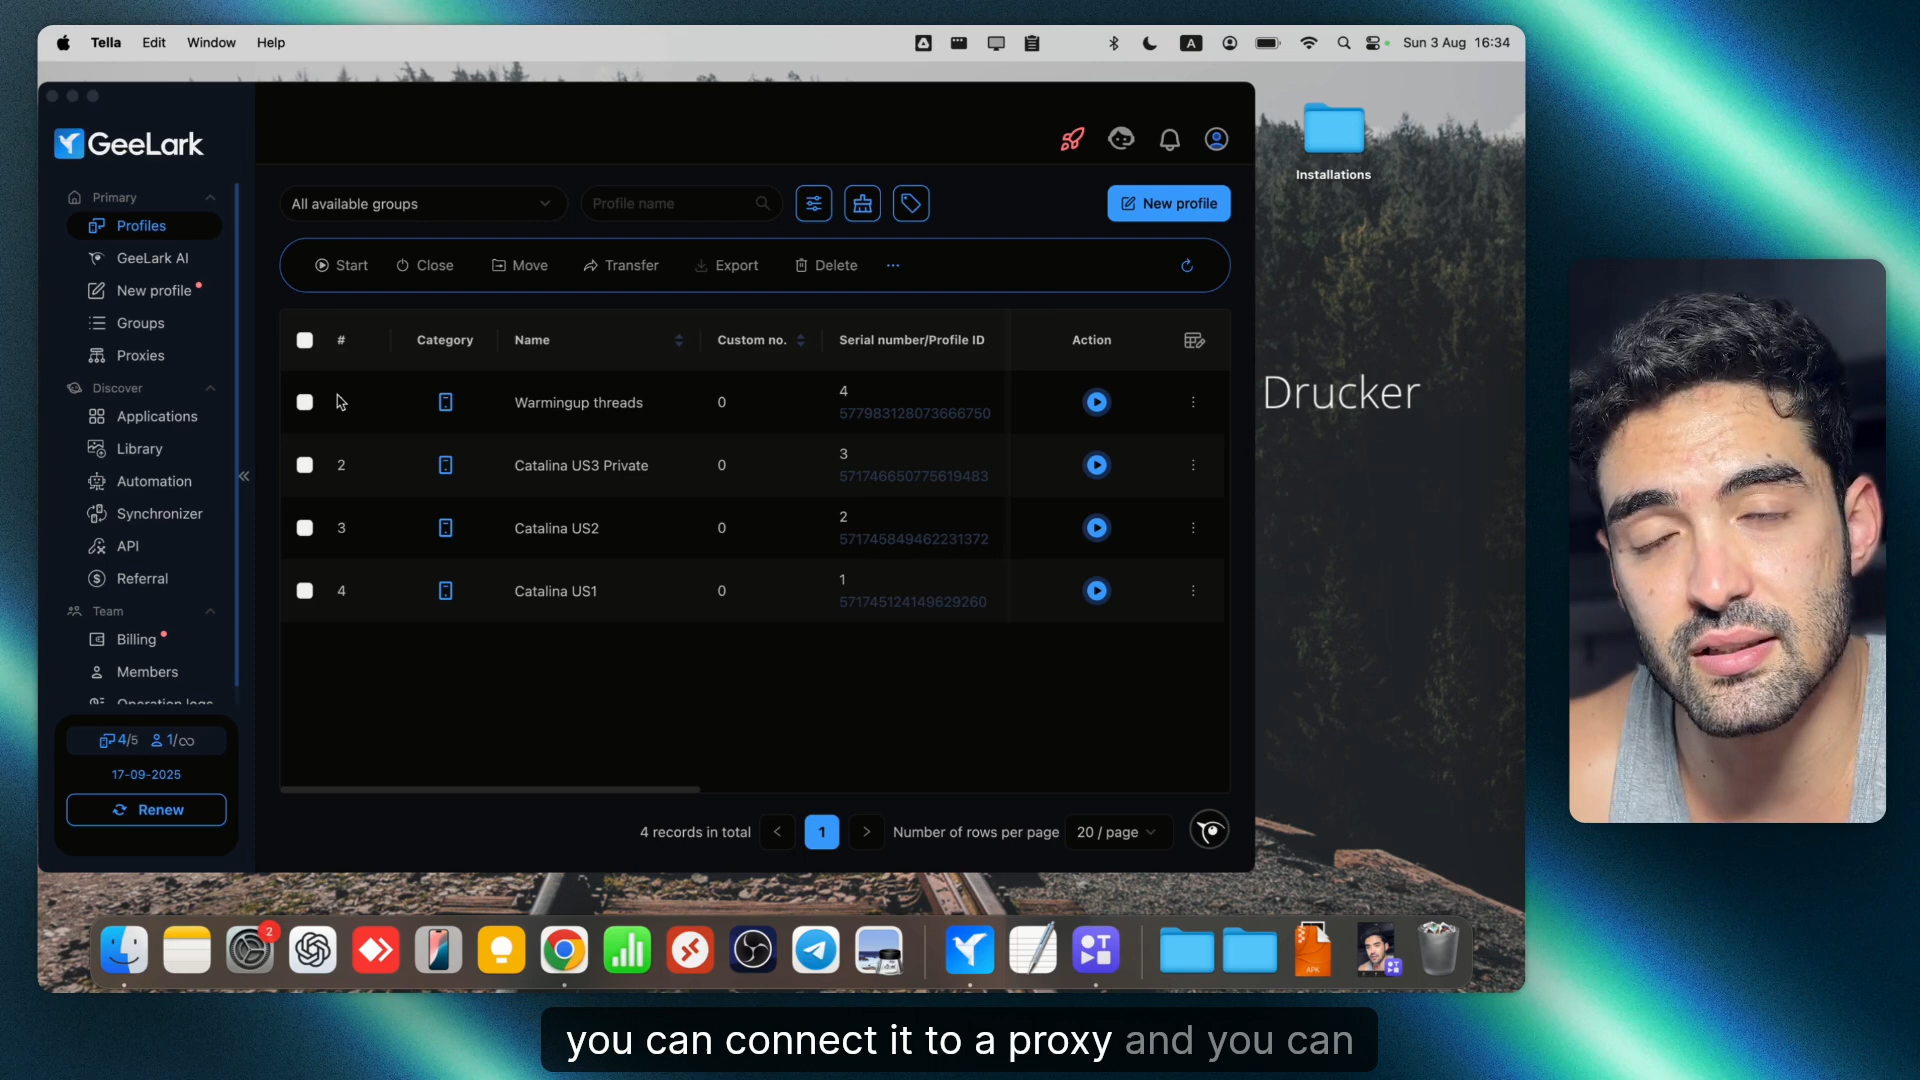 Tella Edit Window Help
A
Sun 3 Aug 16:34
GeeLark
Installations
Primary
Profiles
GeeLark AI
New profile
Groups
Proxies
Discover
Applications
Library
Automation
Synchronizer
API
Referral
Team
Billing
Members
Operation logs
4/5 1/∞
17-09-2025
Renew
All available groups
Profile name
New profile
Start Close Move Transfer Export Delete ...
# Category Name Custom no. Serial number/Profile ID Action
Warmingup threads 0 4
577983128073666750
2 Catalina US3 Private 0 3
571746650775619483
3 Catalina US2 0 2
571745849462231372
4 Catalina US1 0 1
571745124149629260
Drucker
4 records in total < 1 > Number of rows per page 20 / page
2
APK
you can connect it to a proxy and you can